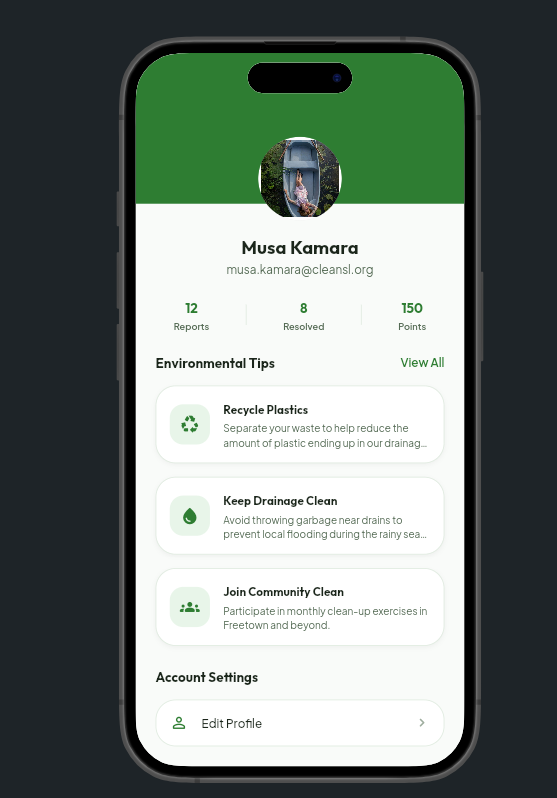 Musa Kamara
musa.kamara@cleansl.org
12 8 150
Reports Resolved Points
Environmental Tips View All
Recycle Plastics
Separate your waste to help reduce the
amount of plastic ending up in our drainag...
Keep Drainage Clean
Avoid throwing garbage near drains to
prevent local flooding during the rainy sea...
Join Community Clean
Participate in monthly clean-up exercises in
Freetown and beyond.
Account Settings
Edit Profile